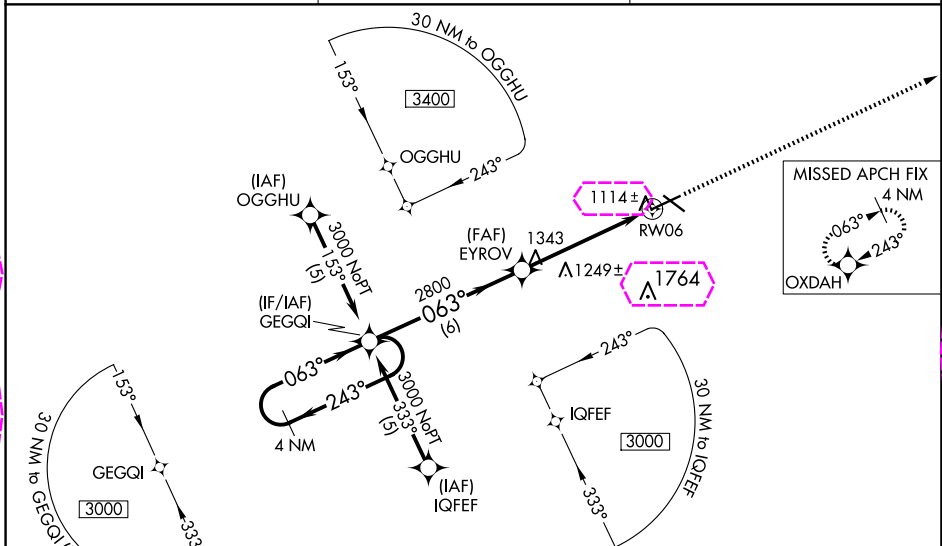 30 NM to OGGHU
153°
3400
OGGHU
243°
MISSED APCH FIX
4 NM
063°
243°
OXDAH
(IAF)
OGGHU
3000 NoPT
153°
(5)
1114 ±
RW06
(FAF)
EYROV
1343
1249 ±
1764
(IF/IAF)
GEGQI
2800
063°
(6)
063°
243°
4 NM
3000 NoPT
333°
(5)
(IAF)
IQFEF
243°
IQFEF
3000
333°
30 NM to IQFEF
153°
GEGQI
3000
333
30 NM to GEGQI